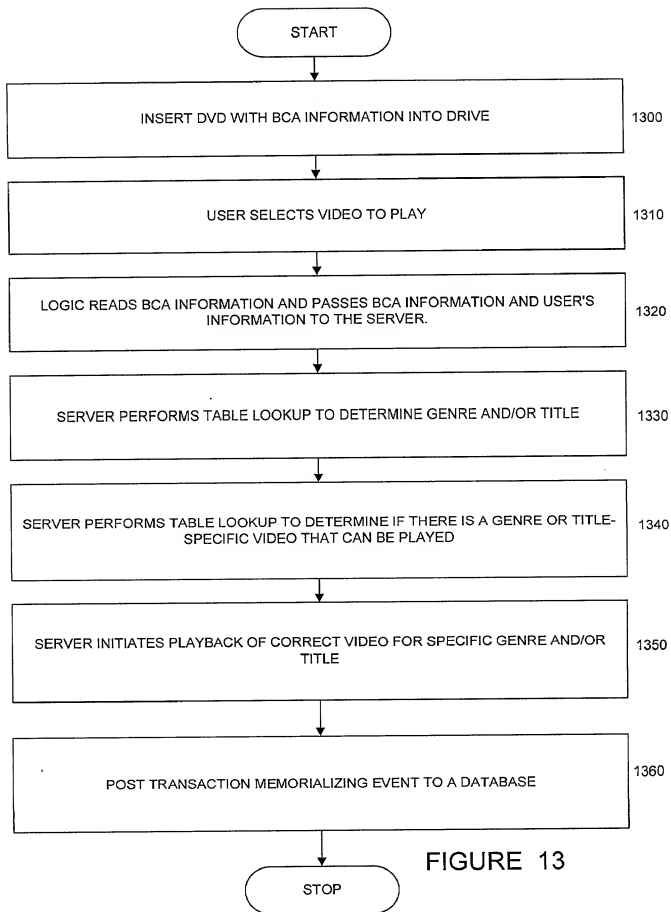 START
INSERT DVD WITH BCA INFORMATION INTO DRIVE
1300
USER SELECTS VIDEO TO PLAY
1310
LOGIC READS BCA INFORMATION AND PASSES BCA INFORMATION AND USER'S
INFORMATION TO THE SERVER.
1320
SERVER PERFORMS TABLE LOOKUP TO DETERMINE GENRE AND/OR TITLE
1330
SERVER PERFORMS TABLE LOOKUP TO DETERMINE IF THERE IS A GENRE OR TITLE-
SPECIFIC VIDEO THAT CAN BE PLAYED
1340
SERVER INITIATES PLAYBACK OF CORRECT VIDEO FOR SPECIFIC GENRE AND/OR
TITLE
1350
POST TRANSACTION MEMORIALIZING EVENT TO A DATABASE
1360
FIGURE 13
STOP